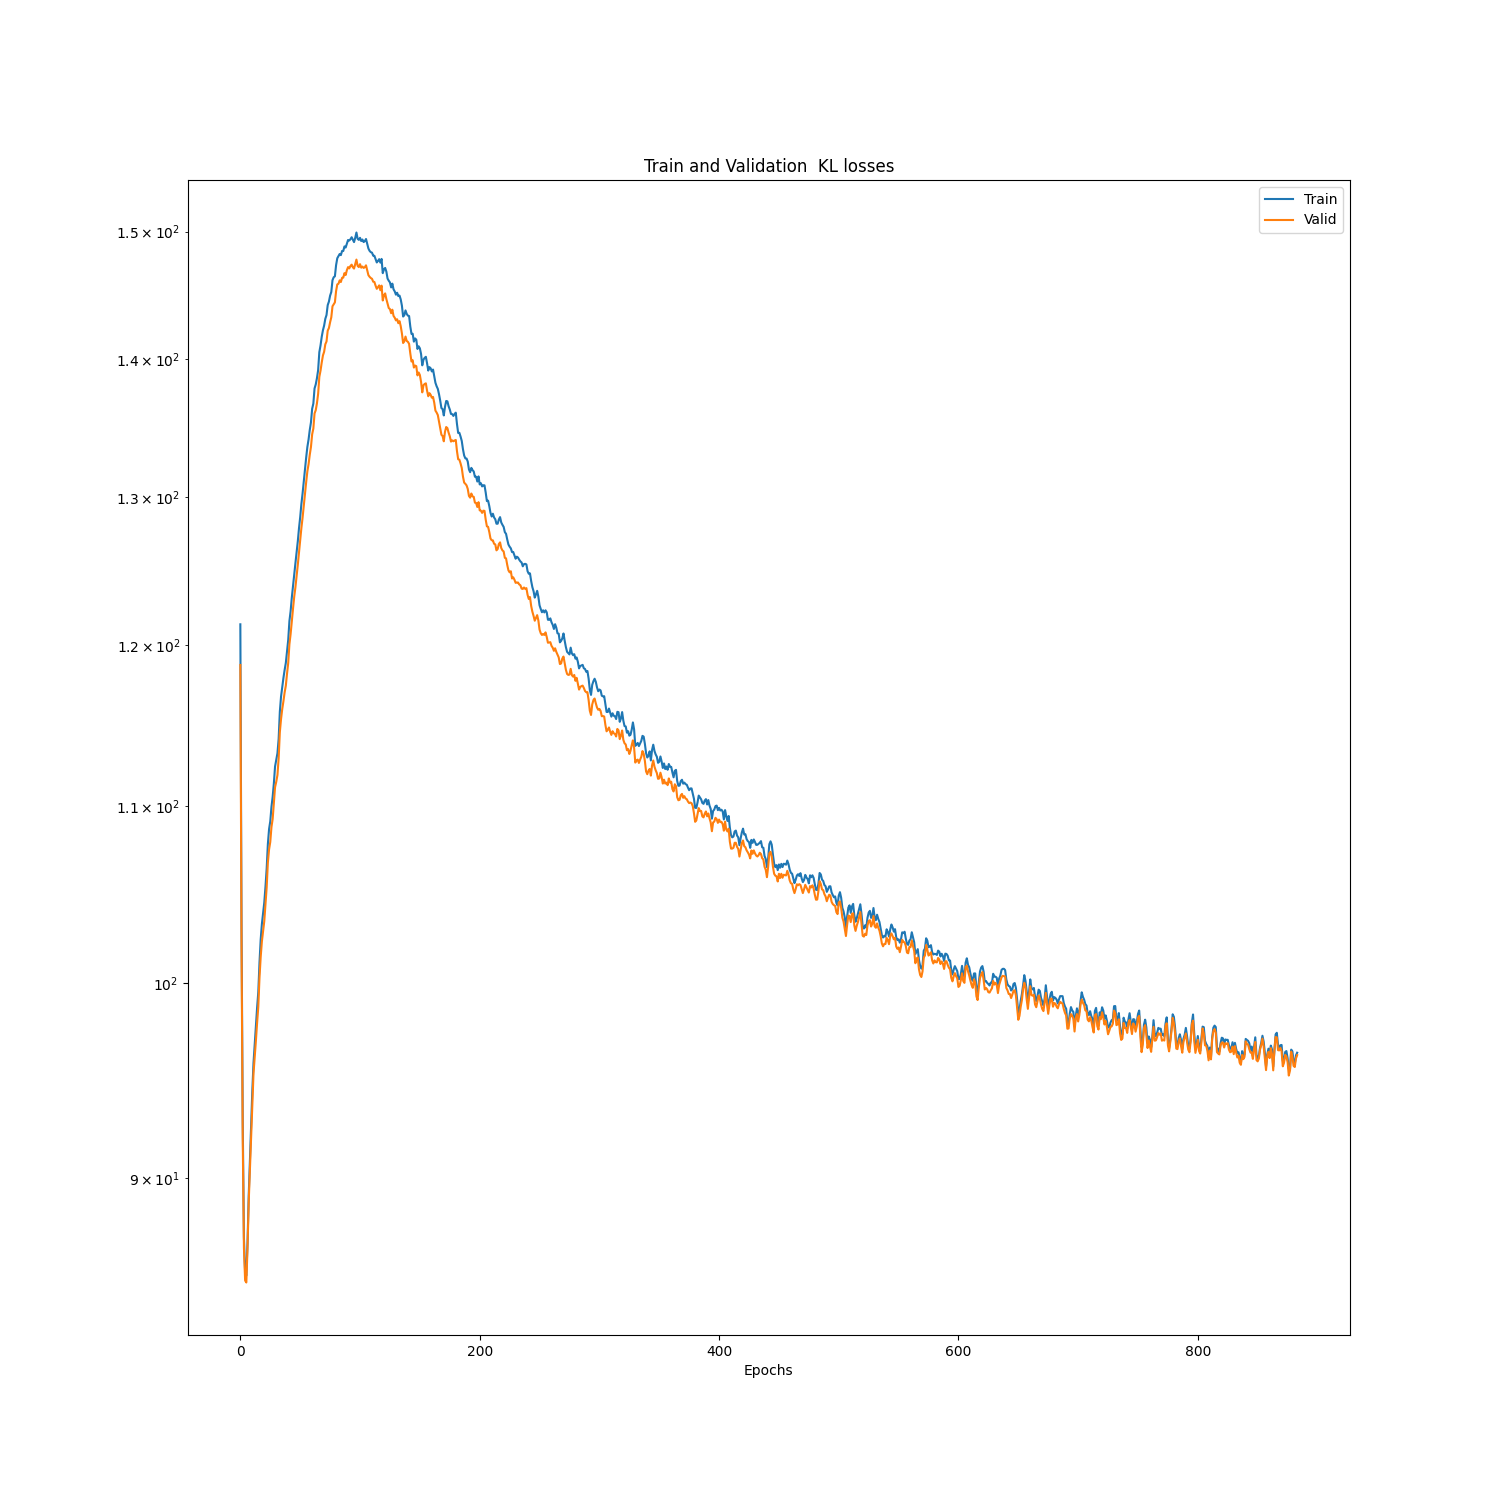 Train and Validation  KL losses
Train
Valid
1.5 × 10²
1.4 × 10²
1.3 × 10²
1.2 × 10²
1.1 × 10²
10²
9 × 10¹
0 200 400 600 800
Epochs